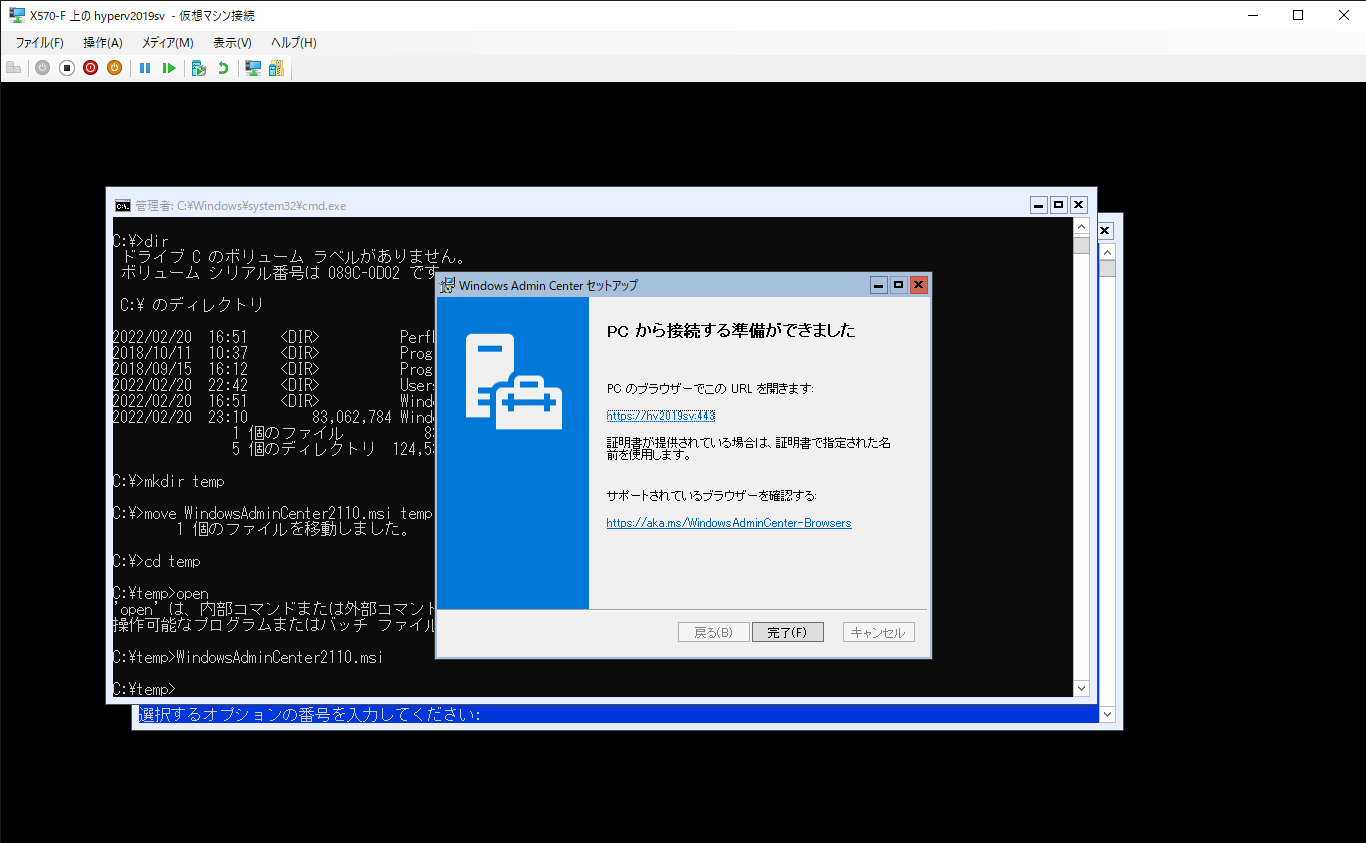 X570-F 上の hyperv2019sv - 仮想マシン接続
ファイル(F) 操作(A) メディア(M) 表示(V) ヘルプ(H)
管理者: C:¥Windows¥system32¥cmd.exe
C:¥>dir
ドライブ C のボリューム ラベルがありません。
ボリューム シリアル番号は 089C-0D02 です
C:¥ のディレクトリ
2022/02/20 16:51 <DIR> Perfl
2018/10/11 10:37 <DIR> Prog
2018/09/15 16:12 <DIR> Prog
2022/02/20 22:42 <DIR> Users
2022/02/20 16:51 <DIR> Wind
2022/02/20 23:10 83,062,784 Windo
1 個のファイル 83
5 個のディレクトリ 124,53
C:¥>mkdir temp
C:¥>move WindowsAdminCenter2110.msi temp
1 個のファイルを移動しました。
C:¥>cd temp
C:¥temp>open
'open' は、内部コマンドまたは外部コマント
操作可能なプログラムまたはバッチ ファイル
C:¥temp>WindowsAdminCenter2110.msi
C:¥temp>
Windows Admin Center セットアップ
PC から接続する準備ができました
PC のブラウザーでこの URL を開きます:
https://hv2019sv:443
証明書が提供されている場合は、証明書で指定された名
前を使用します。
サポートされているブラウザーを確認する:
https://aka.ms/WindowsAdminCenter-Browsers
戻る(B) 完了(F) キャンセル
選択するオプションの番号を入力してください: